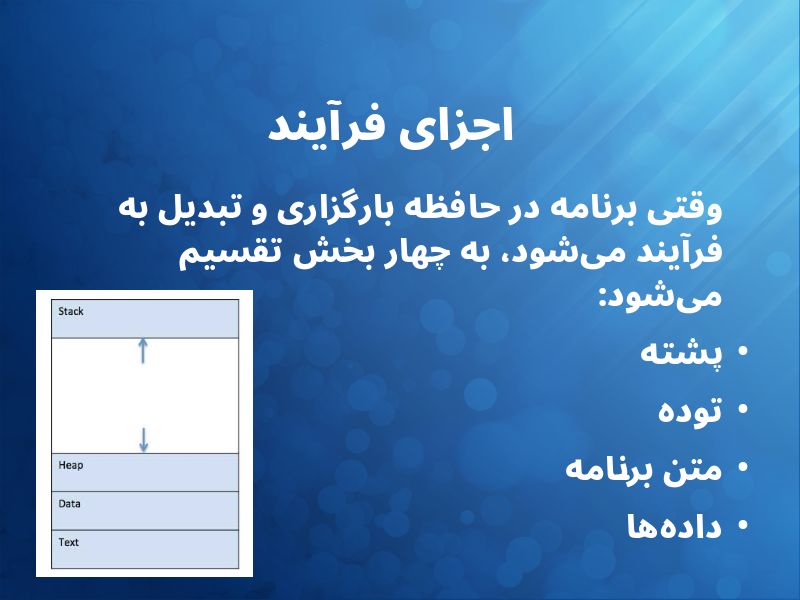 اجزای فرآیند
وقتی برنامه در حافظه بارگزاری و تبدیل به
فرآیند می‌شود، به چهار بخش تقسیم
می‌شود:
• پشته
• توده
• متن برنامه
• داده‌ها
Stack
Heap
Data
Text